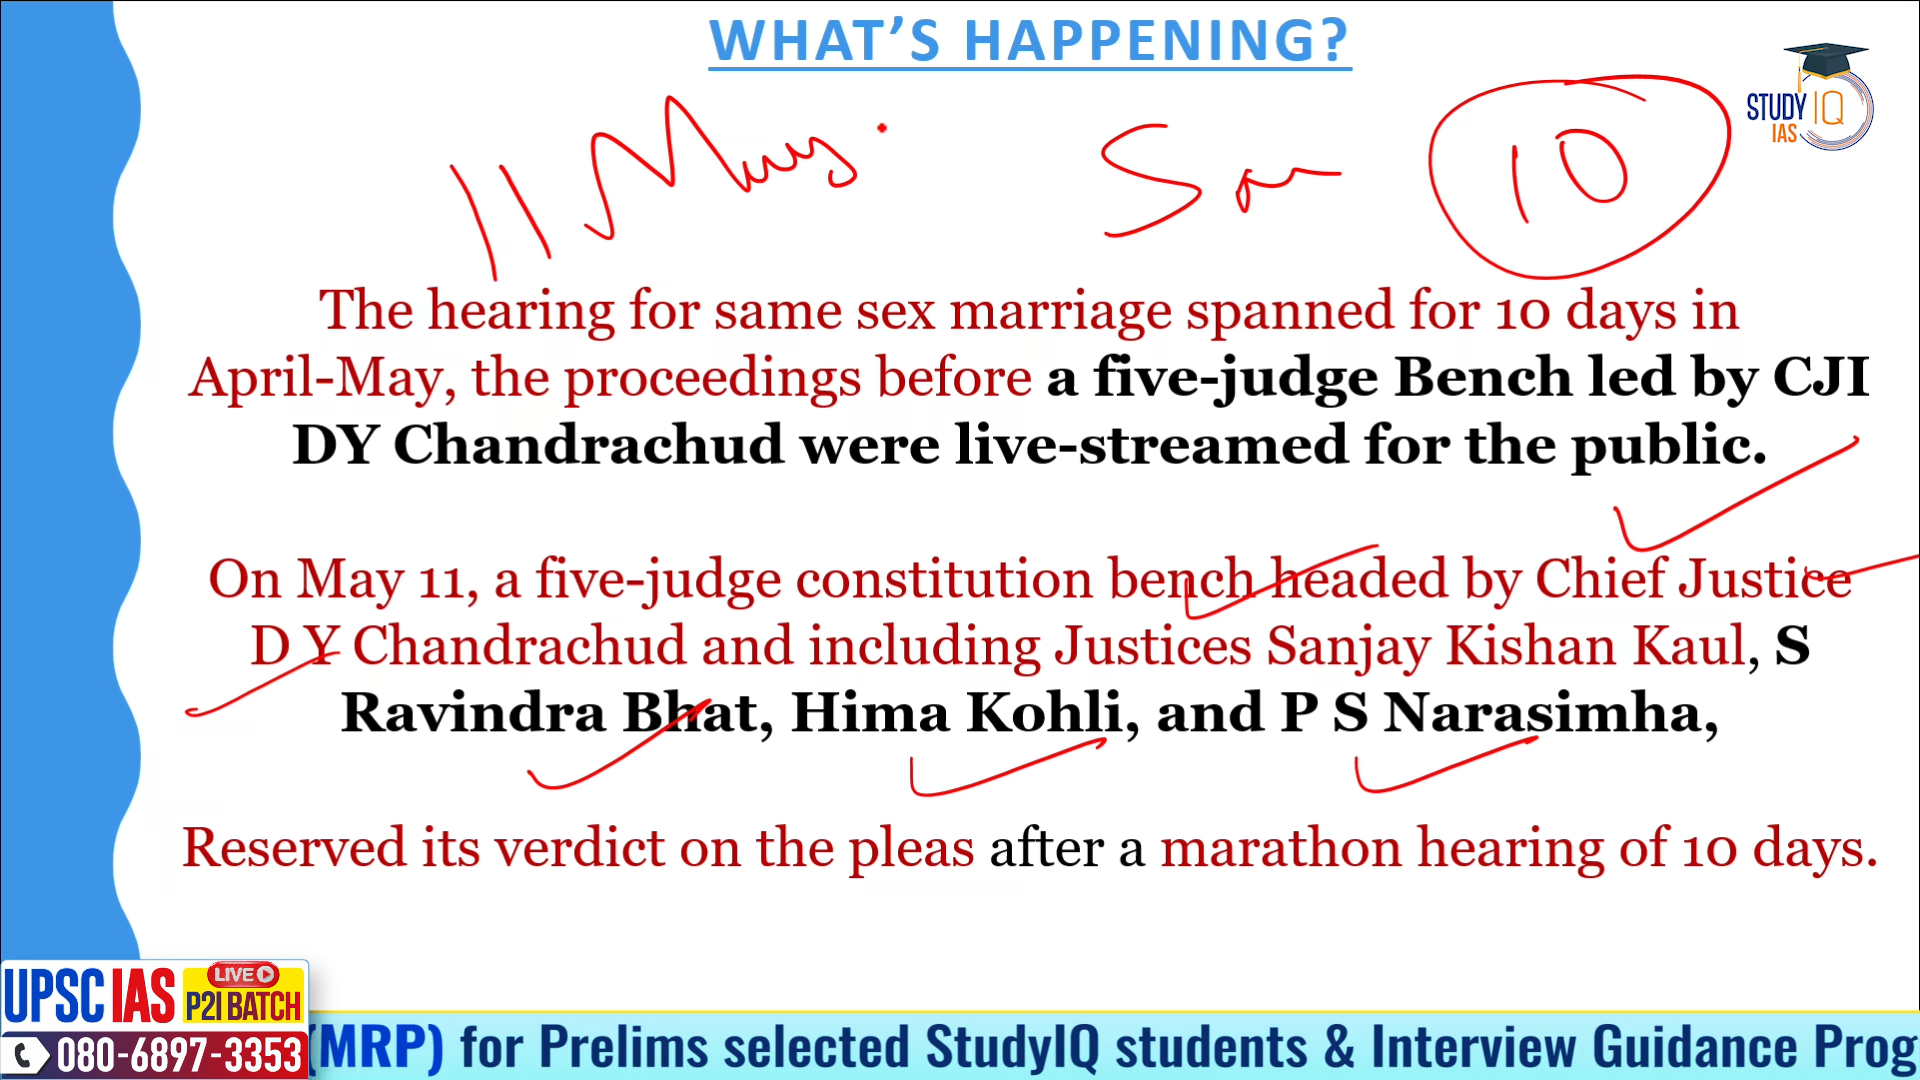 WHAT'S HAPPENING?
STUDY IQ
IAS
11 May.
10
The hearing for same sex marriage spanned for 10 days in
April-May, the proceedings before a five-judge Bench led by CJI
DY Chandrachud were live-streamed for the public.
On May 11, a five-judge constitution bench headed by Chief Justice
D Y Chandrachud and including Justices Sanjay Kishan Kaul, S
Ravindra Bhat, Hima Kohli, and P S Narasimha,
Reserved its verdict on the pleas after a marathon hearing of 10 days.
UPSC IAS LIVE
P2I BATCH
080-6897-3353
(MRP) for Prelims selected StudyIQ students & Interview Guidance Prog